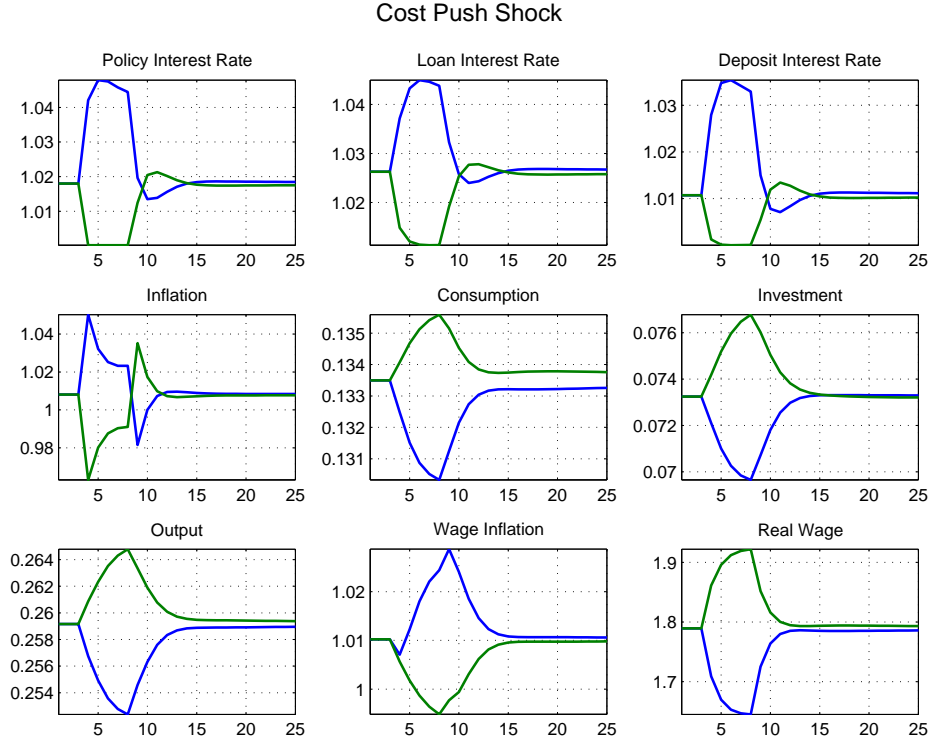 Cost Push Shock
Policy Interest Rate
1.04
1.03
1.02
1.01
5 10 15 20 25
Loan Interest Rate
1.04
1.03
1.02
5 10 15 20 25
Deposit Interest Rate
1.03
1.02
1.01
5 10 15 20 25
Inflation
1.04
1.02
1
0.98
5 10 15 20 25
Consumption
0.135
0.134
0.133
0.132
0.131
5 10 15 20 25
Investment
0.076
0.074
0.072
0.07
5 10 15 20 25
Output
0.264
0.262
0.26
0.258
0.256
0.254
5 10 15 20 25
Wage Inflation
1.02
1.01
1
5 10 15 20 25
Real Wage
1.9
1.8
1.7
5 10 15 20 25